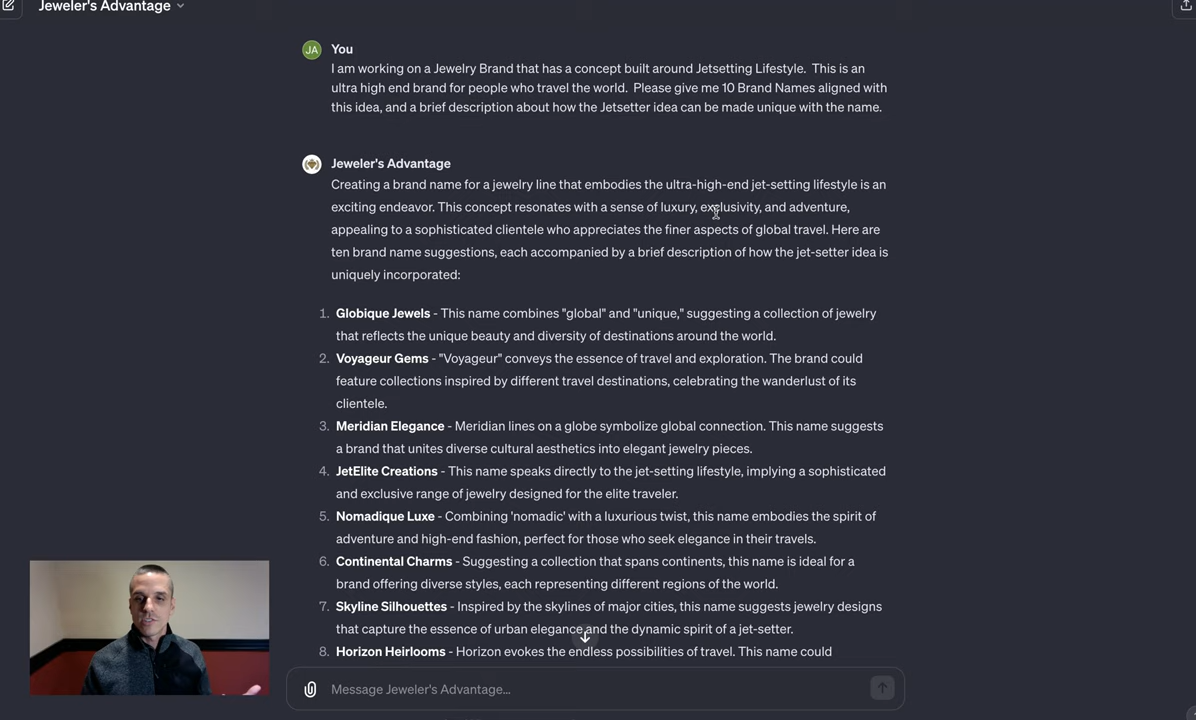 Jeweler's Advantage
JA
You
I am working on a Jewelry Brand that has a concept built around Jetsetting Lifestyle.  This is an
ultra high end brand for people who travel the world.  Please give me 10 Brand Names aligned with
this idea, and a brief description about how the Jetsetter idea can be made unique with the name.
Jeweler's Advantage
Creating a brand name for a jewelry line that embodies the ultra-high-end jet-setting lifestyle is an
exciting endeavor. This concept resonates with a sense of luxury, exclusivity, and adventure,
appealing to a sophisticated clientele who appreciates the finer aspects of global travel. Here are
ten brand name suggestions, each accompanied by a brief description of how the jet-setter idea is
uniquely incorporated:
1. Globique Jewels - This name combines "global" and "unique," suggesting a collection of jewelry
that reflects the unique beauty and diversity of destinations around the world.
2. Voyageur Gems - "Voyageur" conveys the essence of travel and exploration. The brand could
feature collections inspired by different travel destinations, celebrating the wanderlust of its
clientele.
3. Meridian Elegance - Meridian lines on a globe symbolize global connection. This name suggests
a brand that unites diverse cultural aesthetics into elegant jewelry pieces.
4. JetElite Creations - This name speaks directly to the jet-setting lifestyle, implying a sophisticated
and exclusive range of jewelry designed for the elite traveler.
5. Nomadique Luxe - Combining 'nomadic' with a luxurious twist, this name embodies the spirit of
adventure and high-end fashion, perfect for those who seek elegance in their travels.
6. Continental Charms - Suggesting a collection that spans continents, this name is ideal for a
brand offering diverse styles, each representing different regions of the world.
7. Skyline Silhouettes - Inspired by the skylines of major cities, this name suggests jewelry designs
that capture the essence of urban elegance and the dynamic spirit of a jet-setter.
8. Horizon Heirlooms - Horizon evokes the endless possibilities of travel. This name could
Message Jeweler's Advantage...